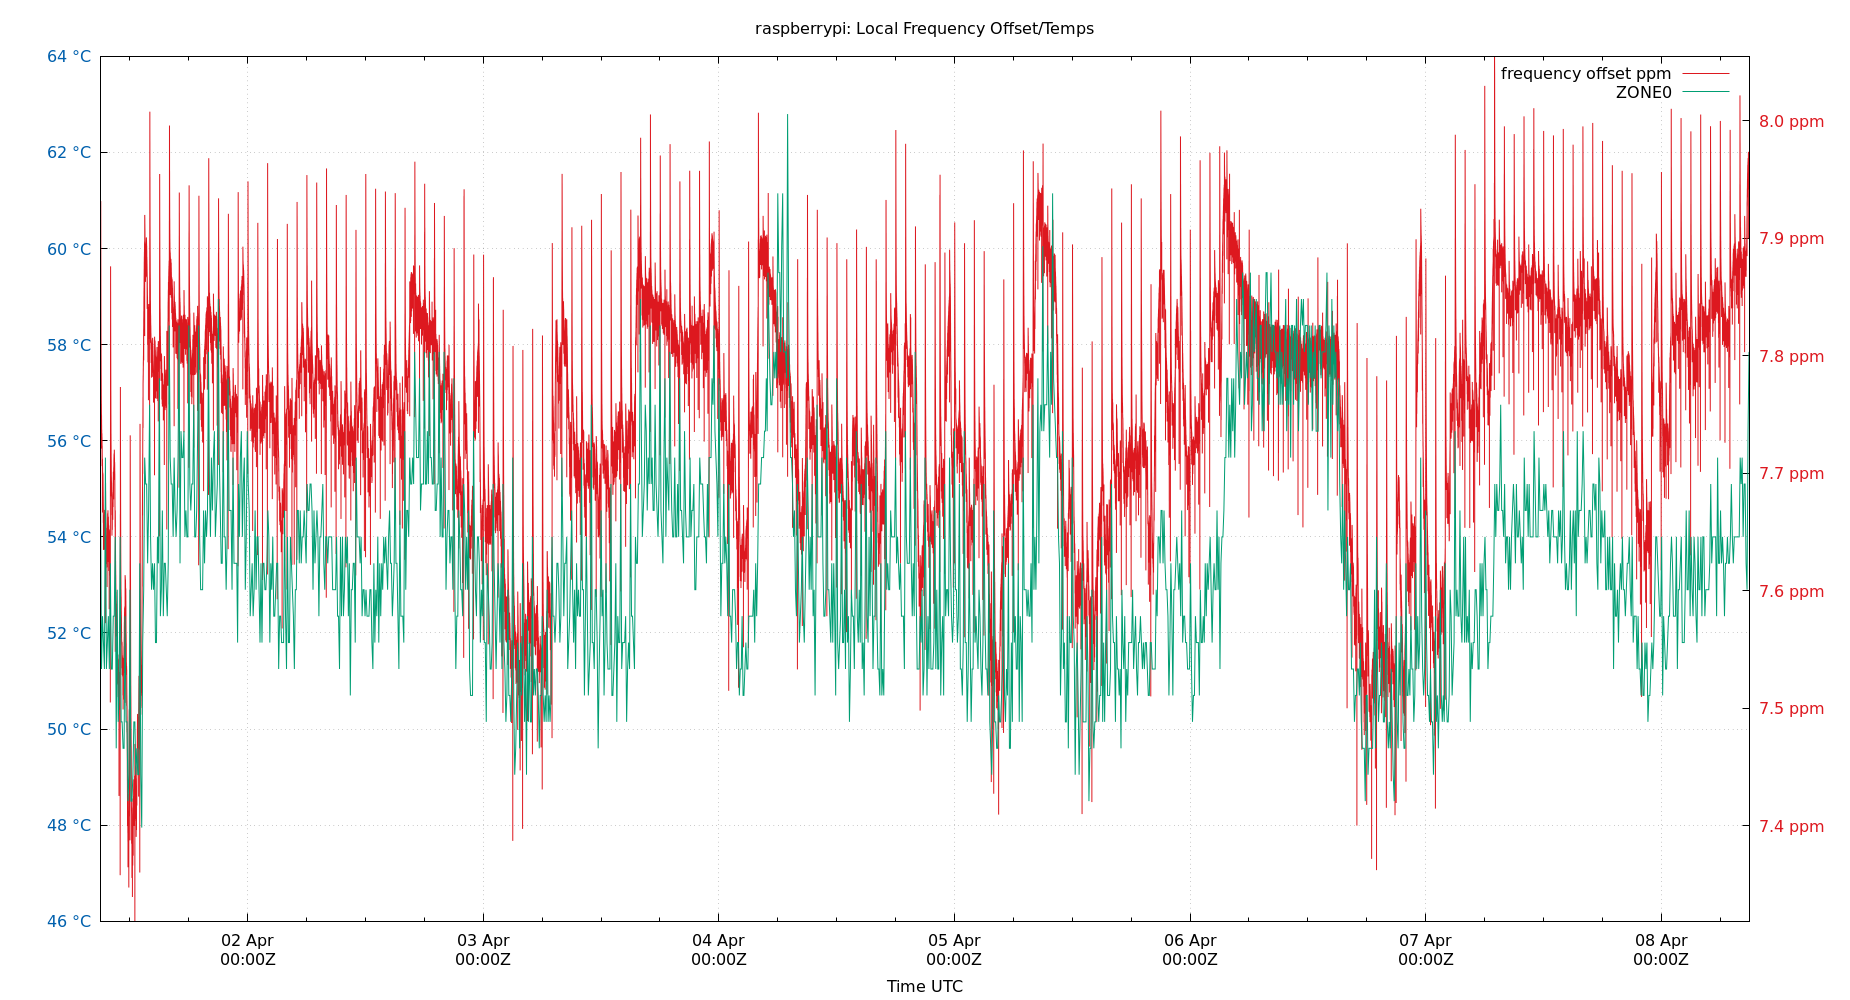 raspberrypi: Local Frequency Offset/Temps
64 °C
62 °C
60 °C
58 °C
56 °C
54 °C
52 °C
50 °C
48 °C
46 °C
frequency offset ppm
ZONE0
8.0 ppm
7.9 ppm
7.8 ppm
7.7 ppm
7.6 ppm
7.5 ppm
7.4 ppm
02 Apr
00:00Z
03 Apr
00:00Z
04 Apr
00:00Z
05 Apr
00:00Z
06 Apr
00:00Z
07 Apr
00:00Z
08 Apr
00:00Z
Time UTC